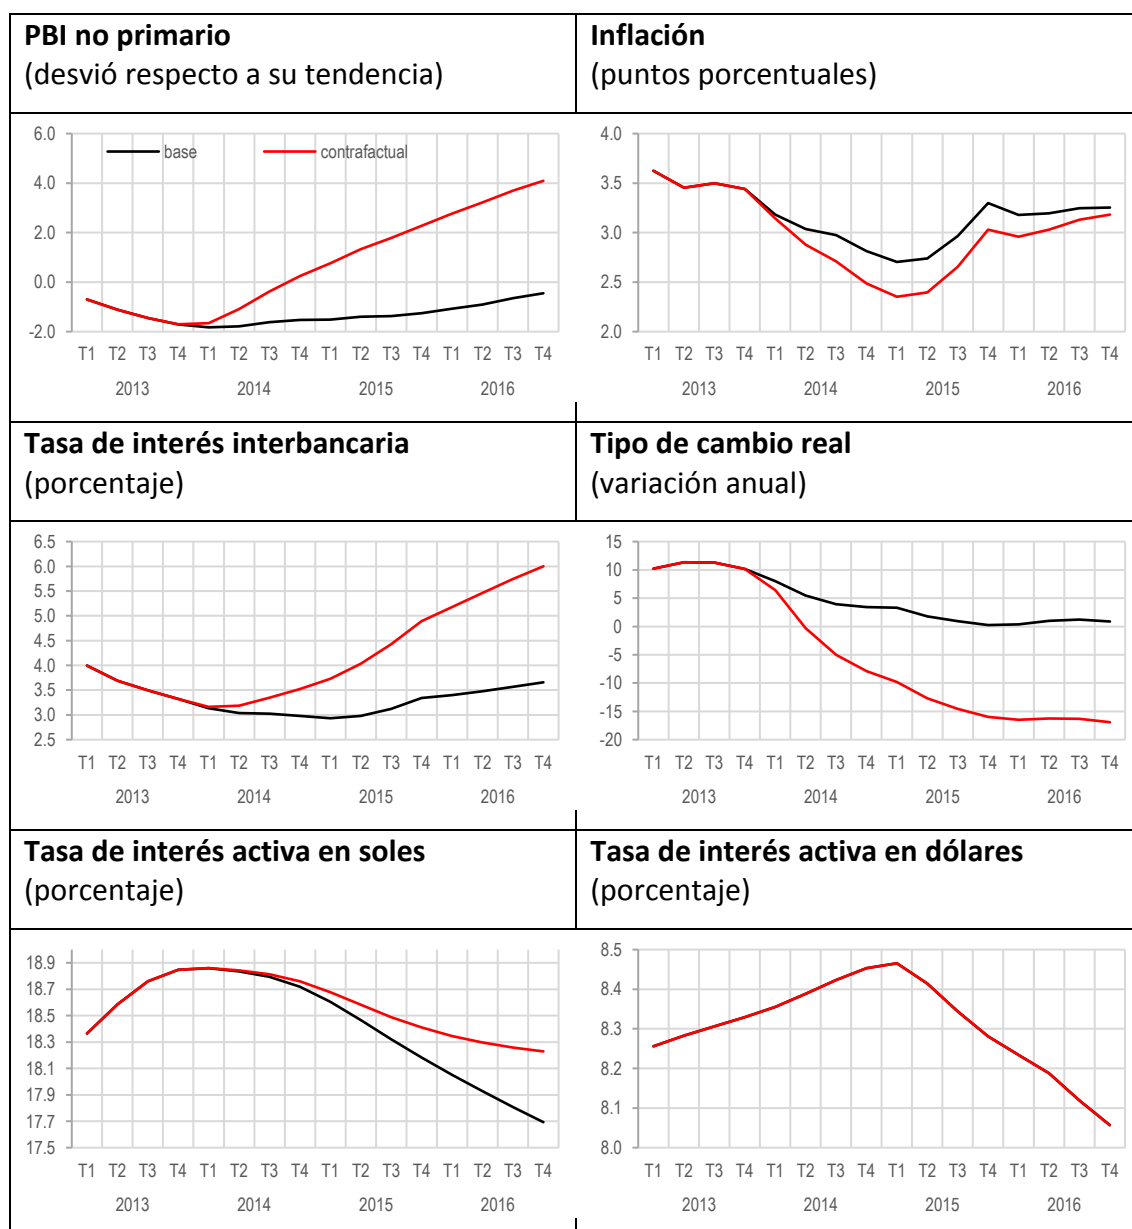 PBI no primario
(desvió respecto a su tendencia)
Inflación
(puntos porcentuales)
6.0
4.0
2.0
0.0
-2.0
base
contrafactual
T1 T2 T3 T4 T1 T2 T3 T4 T1 T2 T3 T4 T1 T2 T3 T4
2013 2014 2015 2016
4.0
3.5
3.0
2.5
2.0
T1 T2 T3 T4 T1 T2 T3 T4 T1 T2 T3 T4 T1 T2 T3 T4
2013 2014 2015 2016
Tasa de interés interbancaria
(porcentaje)
Tipo de cambio real
(variación anual)
6.5
6.0
5.5
5.0
4.5
4.0
3.5
3.0
2.5
T1 T2 T3 T4 T1 T2 T3 T4 T1 T2 T3 T4 T1 T2 T3 T4
2013 2014 2015 2016
15
10
5
0
-5
-10
-15
-20
T1 T2 T3 T4 T1 T2 T3 T4 T1 T2 T3 T4 T1 T2 T3 T4
2013 2014 2015 2016
Tasa de interés activa en soles
(porcentaje)
Tasa de interés activa en dólares
(porcentaje)
18.9
18.7
18.5
18.3
18.1
17.9
17.7
17.5
T1 T2 T3 T4 T1 T2 T3 T4 T1 T2 T3 T4 T1 T2 T3 T4
2013 2014 2015 2016
8.5
8.4
8.3
8.2
8.1
8.0
T1 T2 T3 T4 T1 T2 T3 T4 T1 T2 T3 T4 T1 T2 T3 T4
2013 2014 2015 2016